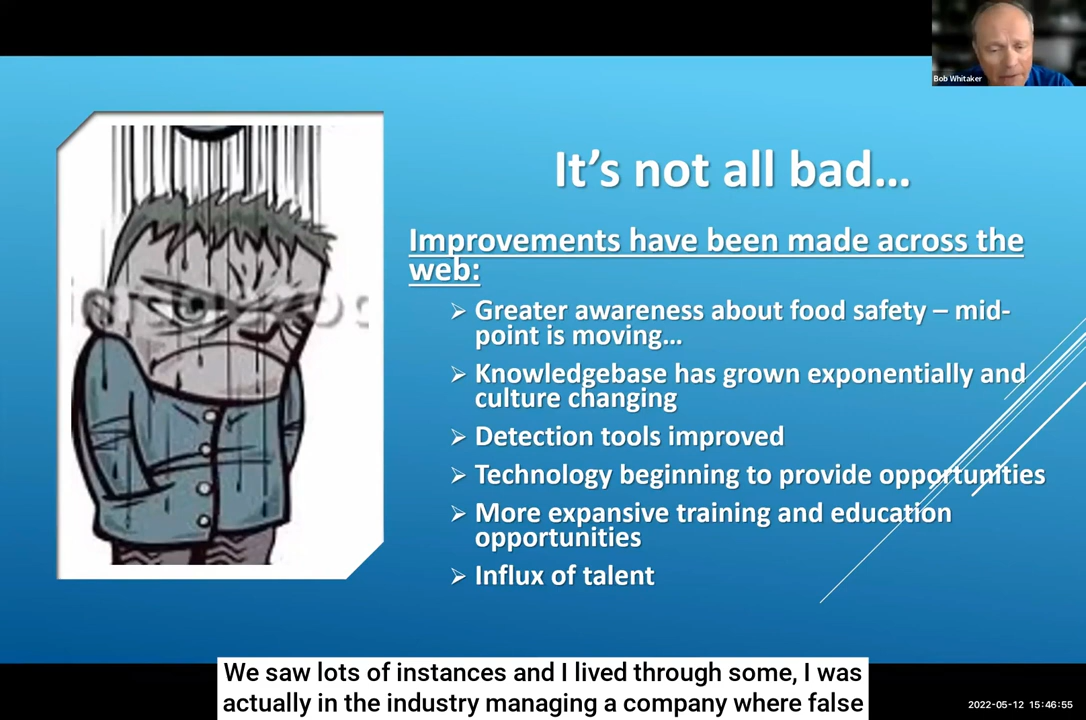 Bob Whitaker
It's not all bad...
Improvements have been made across the
web:
➢ Greater awareness about food safety – mid-
point is moving...
➢ Knowledgebase has grown exponentially and
culture changing
➢ Detection tools improved
➢ Technology beginning to provide opportunities
➢ More expansive training and education
opportunities
➢ Influx of talent
We saw lots of instances and I lived through some, I was
actually in the industry managing a company where false
2022-05-12 15:46:55